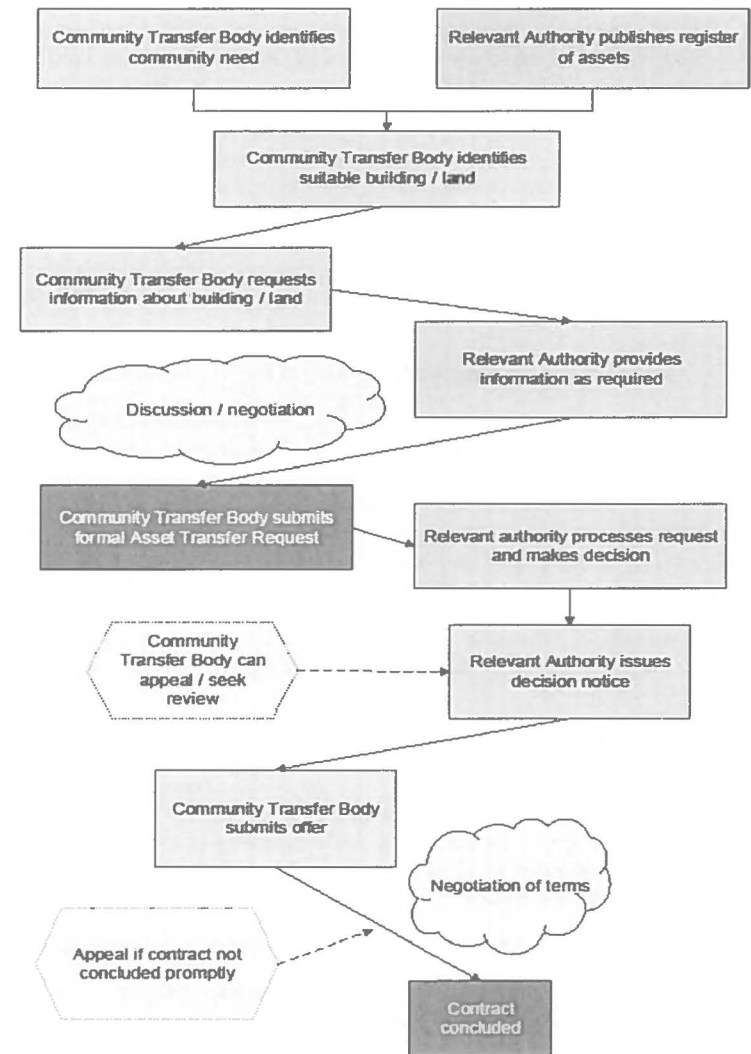 Community Transfer Body identifies
community need
Relevant Authority publishes register
of assets
Community Transfer Body identifies
suitable building / land
Community Transfer Body requests
information about building / land
Relevant Authority provides
information as required
Discussion / negotiation
Community Transfer Body submits
formal Asset Transfer Request
Relevant authority processes request
and makes decision
Community
Transfer Body can
appeal / seek
review
Relevant Authority issues
decision notice
Community Transfer Body
submits offer
Negotiation of terms
Appeal if contract not
concluded promptly
Contract
concluded